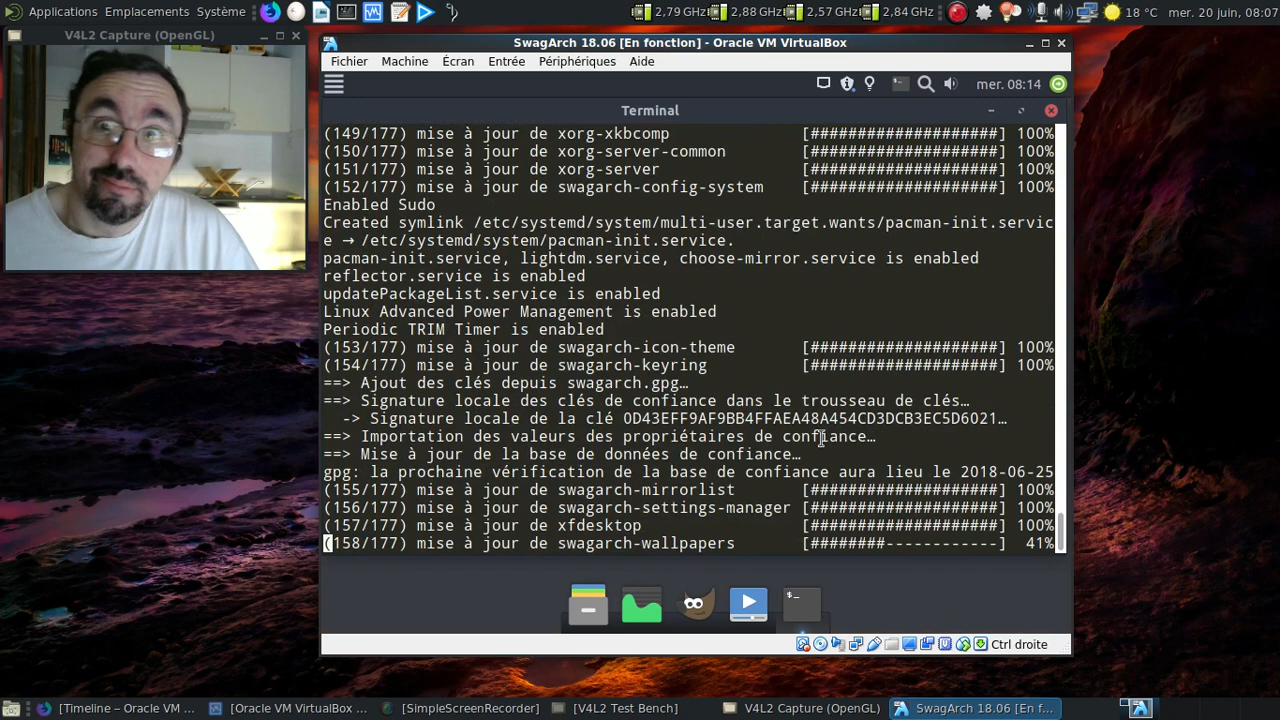 Applications Emplacements Système
2,79 GHz 2,88 GHz 2,57 GHz 2,84 GHz
18 °C mer. 20 juin, 08:07
V4L2 Capture (OpenGL)
SwagArch 18.06 [En fonction] - Oracle VM VirtualBox
Fichier Machine Écran Entrée Périphériques Aide
mer. 08:14
Terminal
(149/177) mise à jour de xorg-xkbcomp [####################] 100%
(150/177) mise à jour de xorg-server-common [####################] 100%
(151/177) mise à jour de xorg-server [####################] 100%
(152/177) mise à jour de swagarch-config-system [####################] 100%
Enabled Sudo
Created symlink /etc/systemd/system/multi-user.target.wants/pacman-init.servic
e → /etc/systemd/system/pacman-init.service.
pacman-init.service, lightdm.service, choose-mirror.service is enabled
reflector.service is enabled
updatePackageList.service is enabled
Linux Advanced Power Management is enabled
Periodic TRIM Timer is enabled
(153/177) mise à jour de swagarch-icon-theme [####################] 100%
(154/177) mise à jour de swagarch-keyring [####################] 100%
==> Ajout des clés depuis swagarch.gpg…
==> Signature locale des clés de confiance dans le trousseau de clés…
-> Signature locale de la clé 0D43EFF9AF9BB4FFAEA48A454CD3DCB3EC5D6021…
==> Importation des valeurs des propriétaires de confiance…
==> Mise à jour de la base de données de confiance…
gpg: la prochaine vérification de la base de confiance aura lieu le 2018-06-25
(155/177) mise à jour de swagarch-mirrorlist [####################] 100%
(156/177) mise à jour de swagarch-settings-manager [####################] 100%
(157/177) mise à jour de xfdesktop [####################] 100%
(158/177) mise à jour de swagarch-wallpapers [########------------] 41%
Ctrl droite
[Timeline – Oracle VM ... [Oracle VM VirtualBox ... [SimpleScreenRecorder] [V4L2 Test Bench] V4L2 Capture (OpenGL) SwagArch 18.06 [En f...